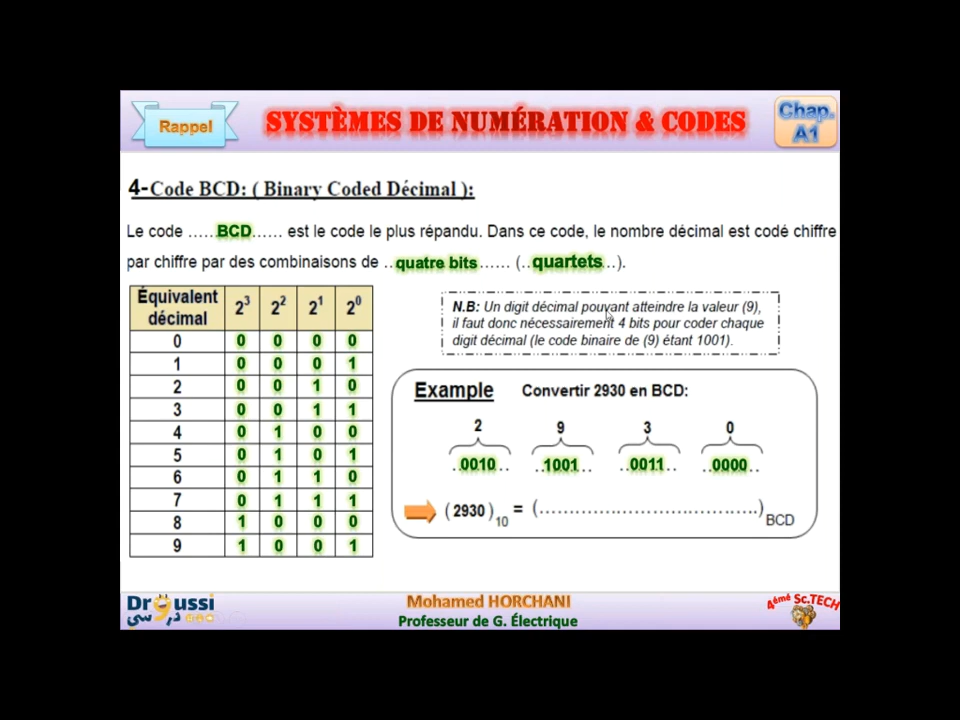 Rappel
SYSTÈMES DE NUMÉRATION & CODES
Chap.
A1
4-Code BCD: ( Binary Coded Décimal ):
Le code ……BCD…… est le code le plus répandu. Dans ce code, le nombre décimal est codé chiffre
par chiffre par des combinaisons de ..quatre bits…… (..quartets..).
Équivalent décimal 2³ 2² 2¹ 2⁰
0 0 0 0 0
1 0 0 0 1
2 0 0 1 0
3 0 0 1 1
4 0 1 0 0
5 0 1 0 1
6 0 1 1 0
7 0 1 1 1
8 1 0 0 0
9 1 0 0 1
N.B: Un digit décimal pouvant atteindre la valeur (9),
il faut donc nécessairement 4 bits pour coder chaque
digit décimal (le code binaire de (9) étant 1001).
Example Convertir 2930 en BCD:
2 9 3 0
..0010.. ..1001.. ..0011.. ..0000..
(2930)₁₀ = (……………………………….)BCD
Droussi
دروسي
Mohamed HORCHANI
Professeur de G. Électrique
4émé Sc.TECH